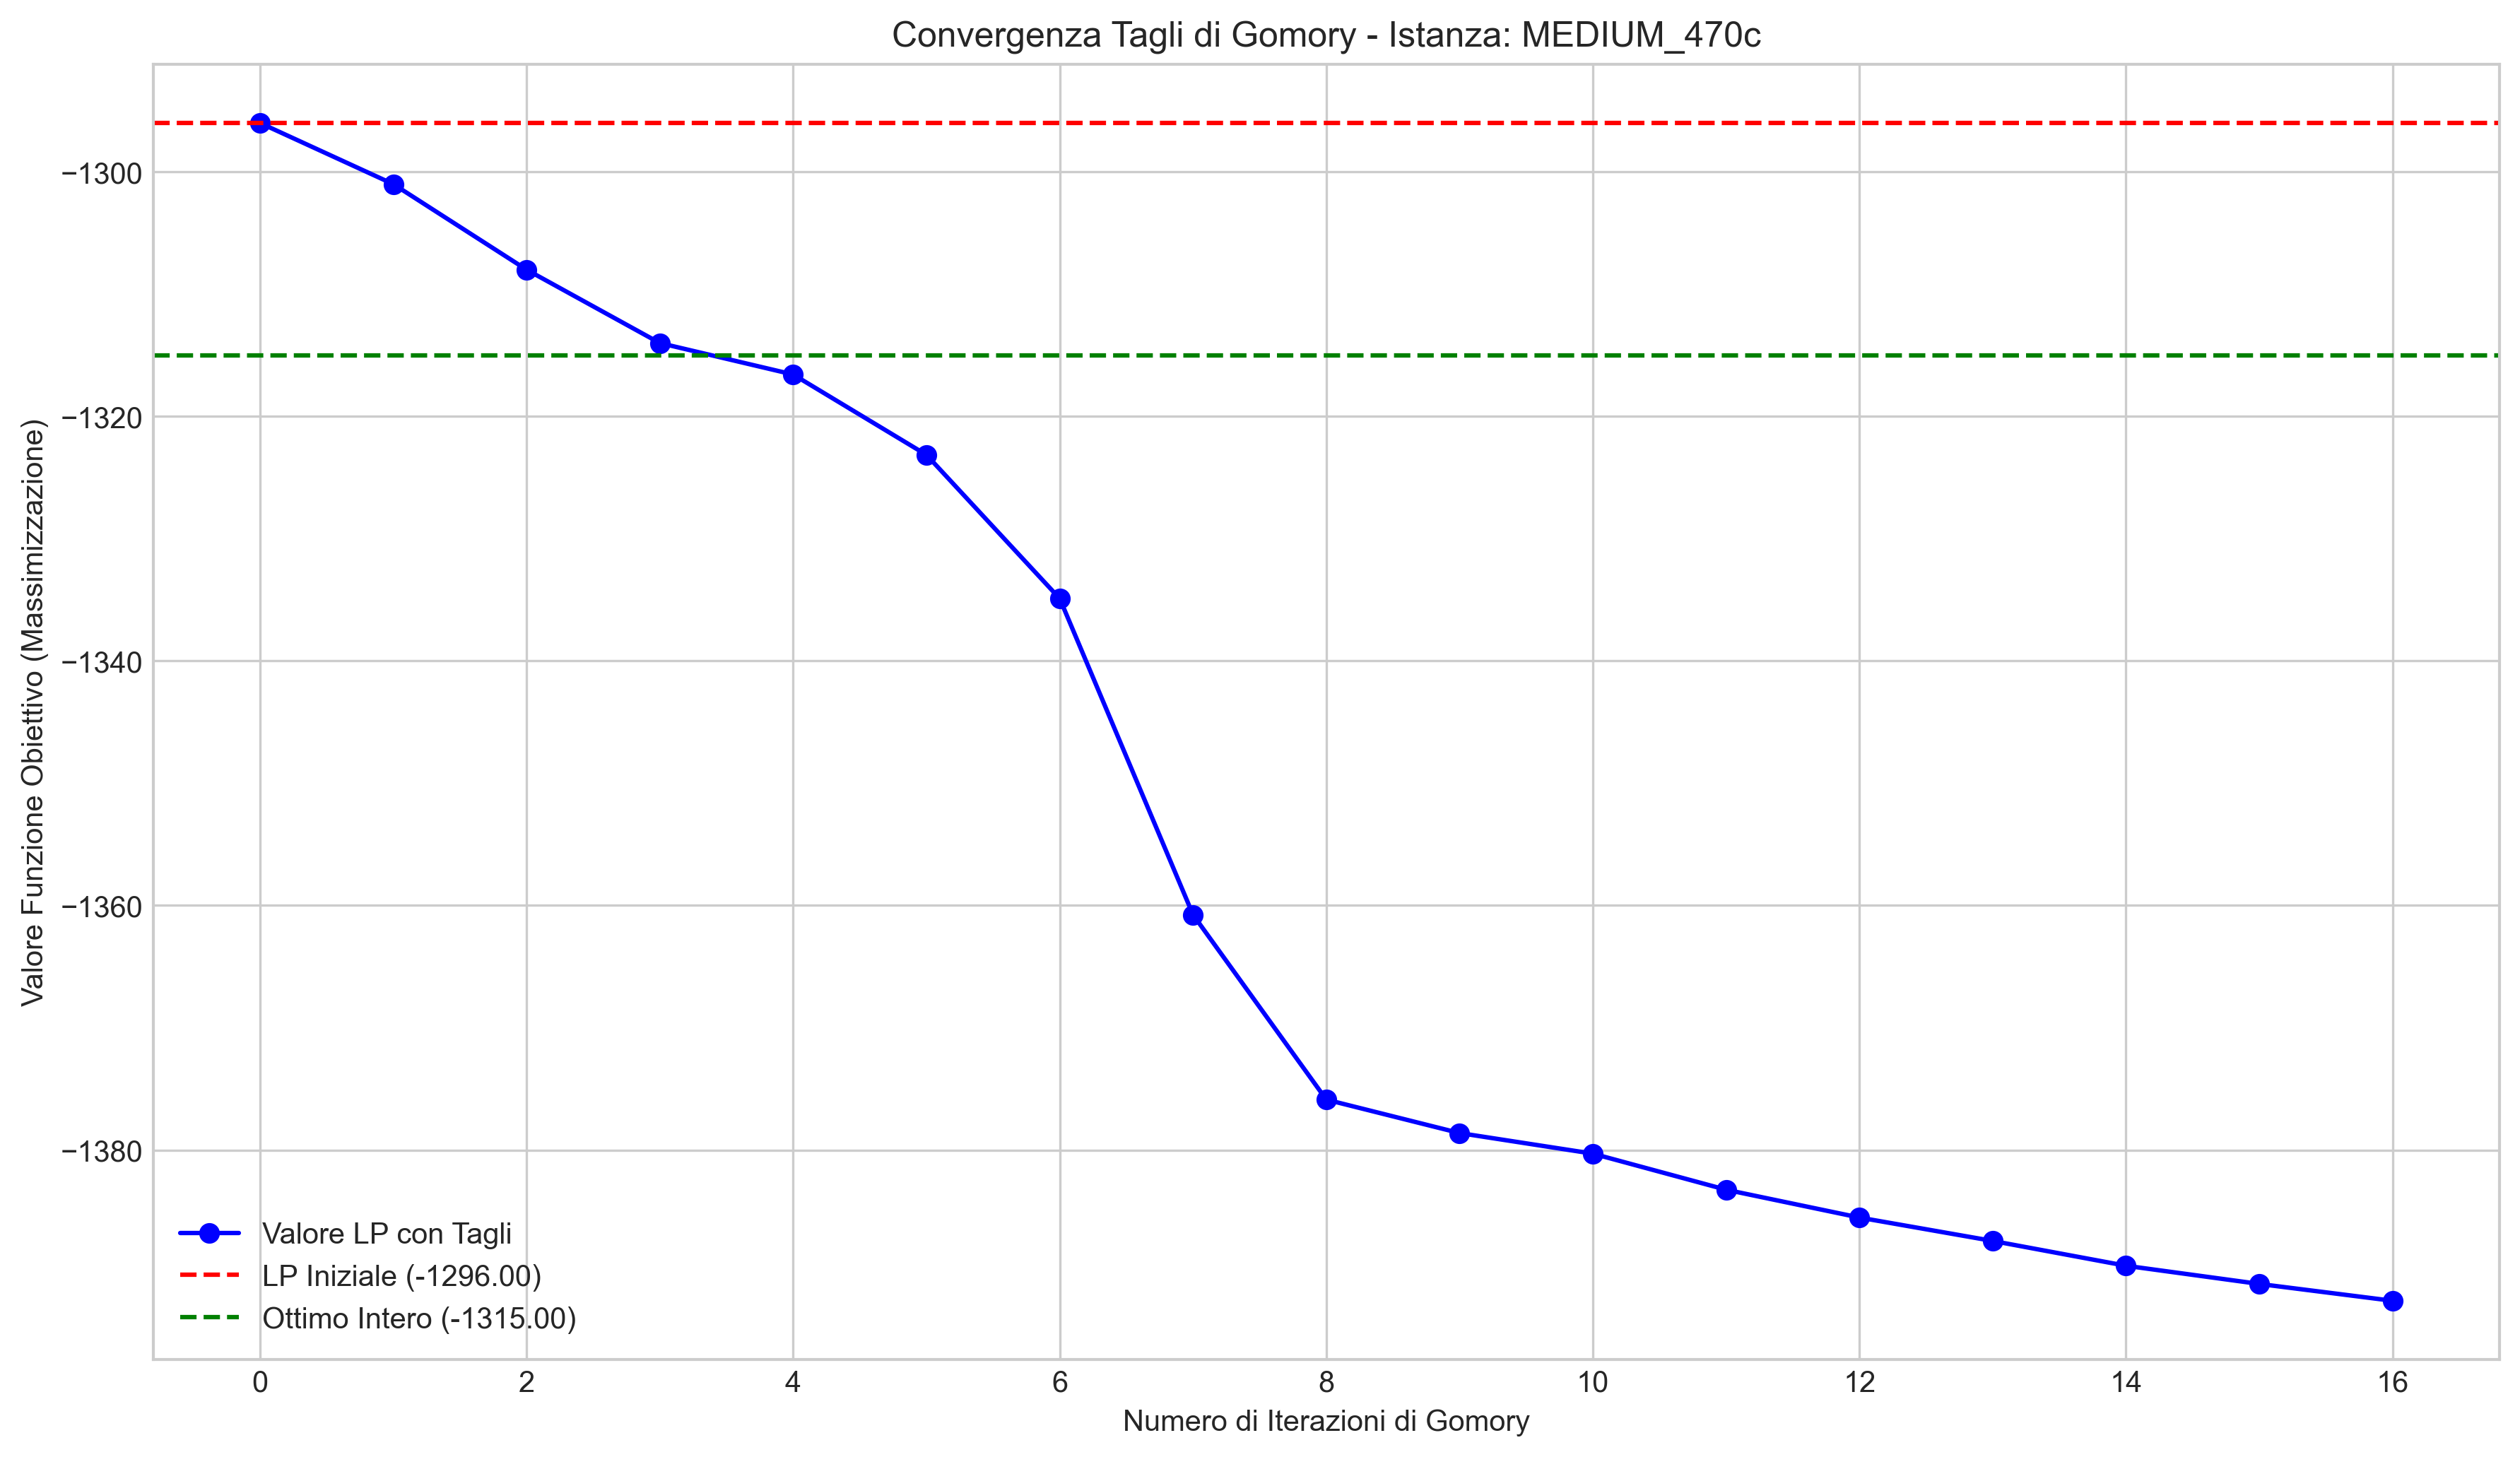 Convergenza Tagli di Gomory - Istanza: MEDIUM_470c
Valore Funzione Obiettivo (Massimizzazione)
−1300
−1320
−1340
−1360
−1380
Valore LP con Tagli
LP Iniziale (-1296.00)
Ottimo Intero (-1315.00)
0 2 4 6 8 10 12 14 16
Numero di Iterazioni di Gomory